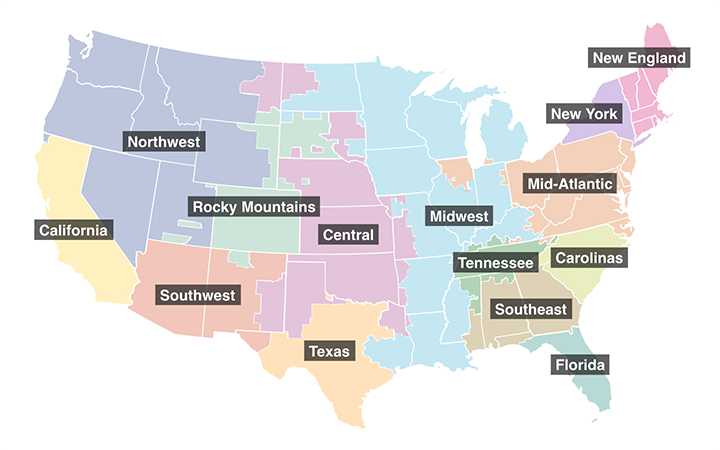 New England
New York
Northwest
Mid-Atlantic
Rocky Mountains
Midwest
California
Central
Carolinas
Tennessee
Southwest
Southeast
Texas
Florida